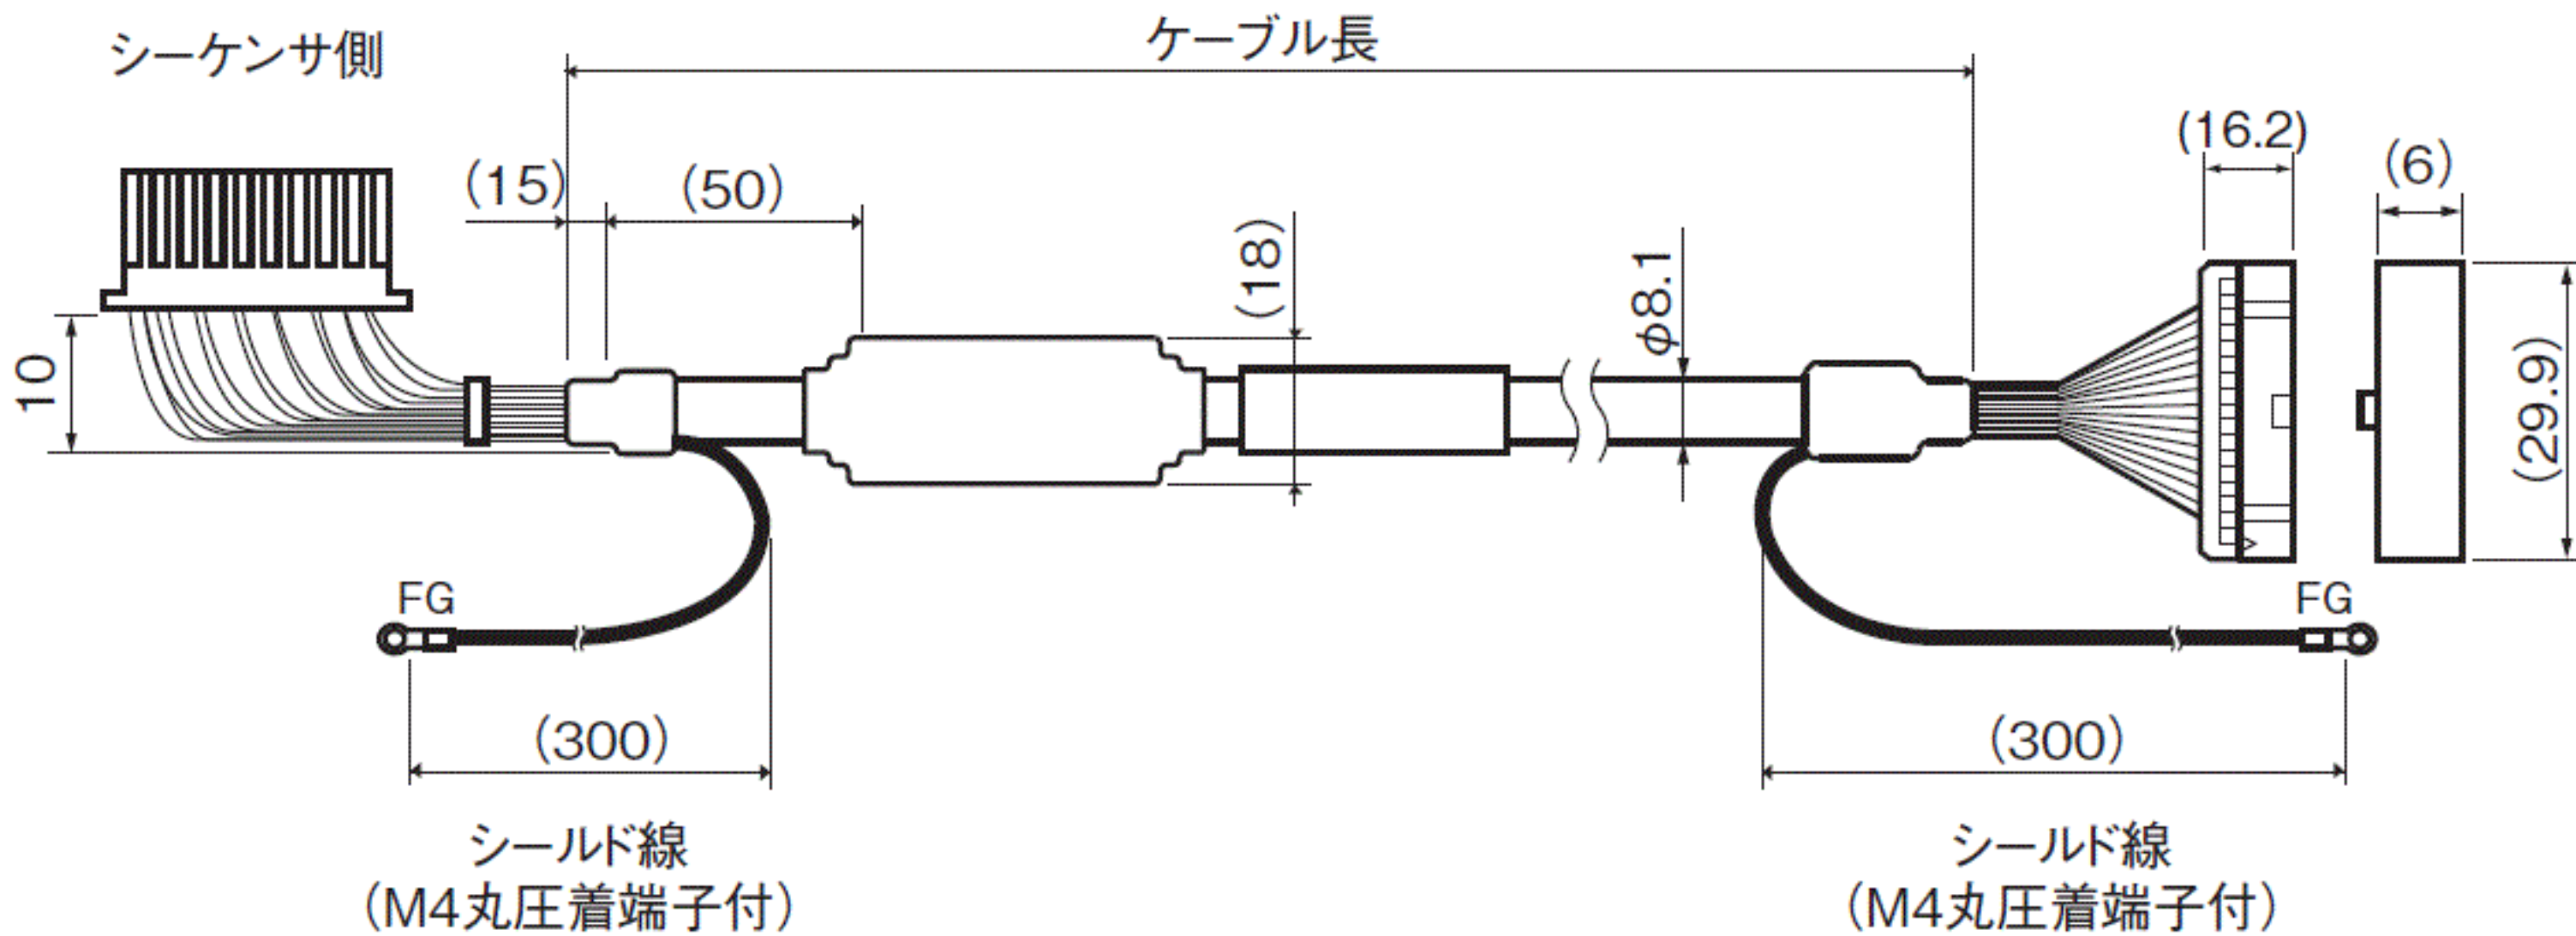 シーケンサ側
ケーブル長
(16.2)
(6)
(15)
(50)
(18)
φ8.1
10
(29.9)
FG
FG
(300)
(300)
シールド線
(M4丸圧着端子付)
シールド線
(M4丸圧着端子付)